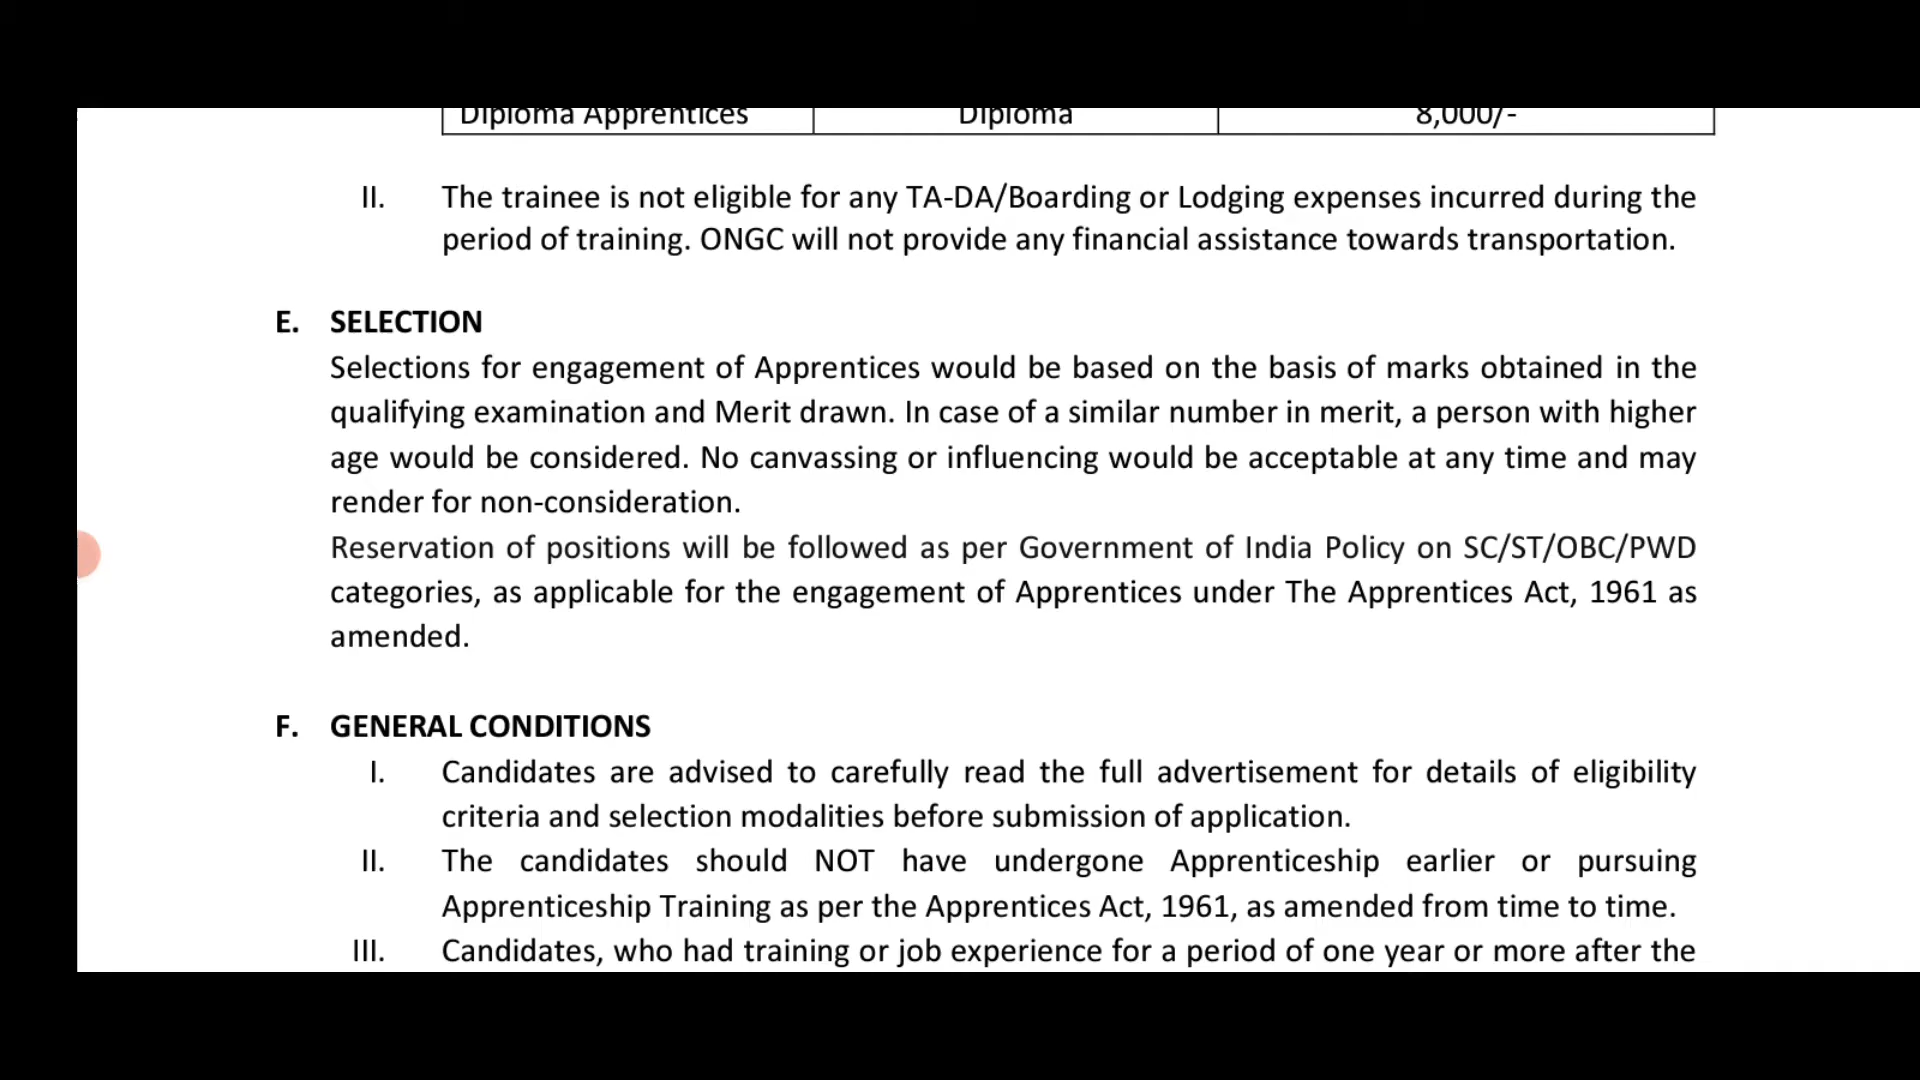 Diploma Apprentices Diploma 8,000/-
II. The trainee is not eligible for any TA-DA/Boarding or Lodging expenses incurred during the
period of training. ONGC will not provide any financial assistance towards transportation.
E. SELECTION
Selections for engagement of Apprentices would be based on the basis of marks obtained in the
qualifying examination and Merit drawn. In case of a similar number in merit, a person with higher
age would be considered. No canvassing or influencing would be acceptable at any time and may
render for non-consideration.
Reservation of positions will be followed as per Government of India Policy on SC/ST/OBC/PWD
categories, as applicable for the engagement of Apprentices under The Apprentices Act, 1961 as
amended.
F. GENERAL CONDITIONS
I. Candidates are advised to carefully read the full advertisement for details of eligibility
criteria and selection modalities before submission of application.
II. The candidates should NOT have undergone Apprenticeship earlier or pursuing
Apprenticeship Training as per the Apprentices Act, 1961, as amended from time to time.
III. Candidates, who had training or job experience for a period of one year or more after the